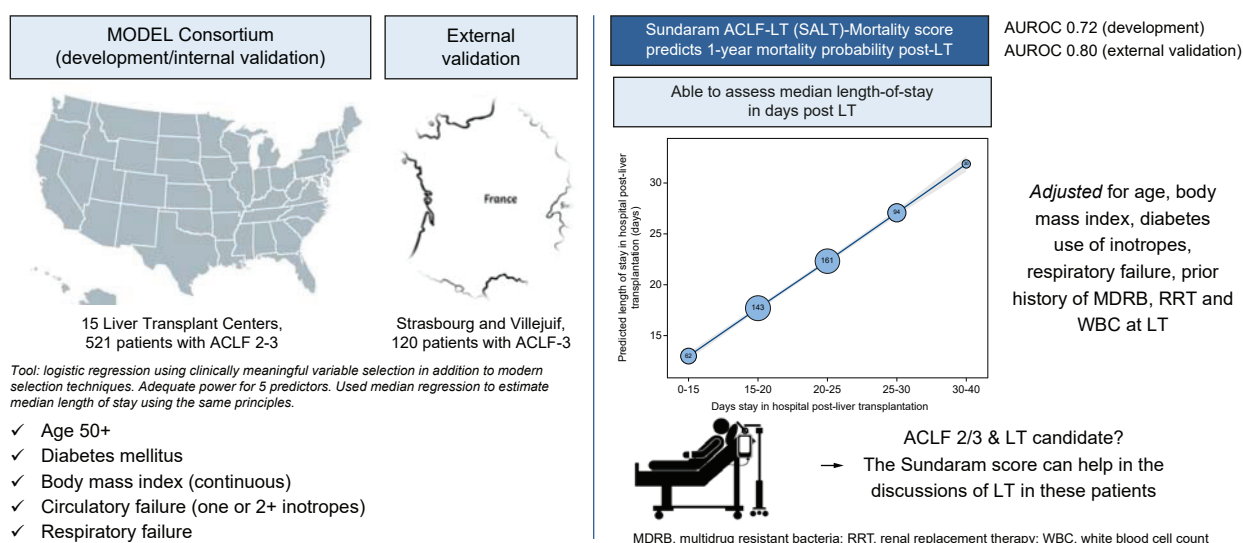 MODEL Consortium
(development/internal validation)
External
validation
France
15 Liver Transplant Centers,
521 patients with ACLF 2-3
Strasbourg and Villejuif,
120 patients with ACLF-3
Tool: logistic regression using clinically meaningful variable selection in addition to modern
selection techniques. Adequate power for 5 predictors. Used median regression to estimate
median length of stay using the same principles.
✓ Age 50+
✓ Diabetes mellitus
✓ Body mass index (continuous)
✓ Circulatory failure (one or 2+ inotropes)
✓ Respiratory failure
Sundaram ACLF-LT (SALT)-Mortality score
predicts 1-year mortality probability post-LT
AUROC 0.72 (development)
AUROC 0.80 (external validation)
Able to assess median length-of-stay
in days post LT
Predicted length of stay in hospital post-liver
transplantation (days)
30
25
20
15
62
143
161
94
0-15
15-20
20-25
25-30
30-40
Days stay in hospital post-liver transplantation
Adjusted for age, body
mass index, diabetes
use of inotropes,
respiratory failure, prior
history of MDRB, RRT and
WBC at LT
ACLF 2/3 & LT candidate?
→ The Sundaram score can help in the
discussions of LT in these patients
MDRB, multidrug resistant bacteria; RRT, renal replacement therapy; WBC, white blood cell count